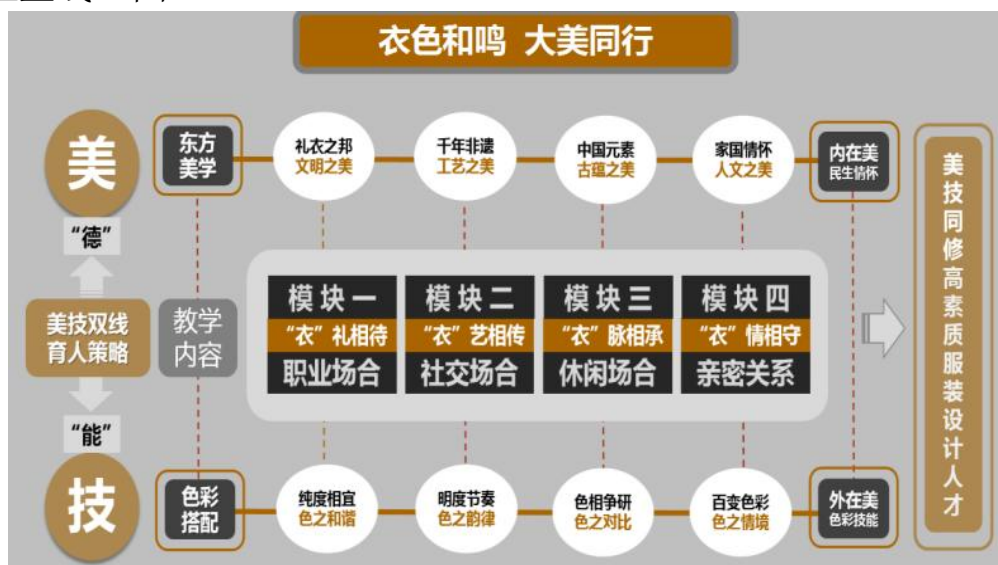 衣色和鸣 大美同行
美
东方
美学
礼衣之邦
文明之美
千年非遗
工艺之美
中国元素
古蕴之美
家国情怀
人文之美
内在美
民生情怀
“德”
美技双线
育人策略
教学
内容
模块一
“衣”礼相待
职业场合
模块二
“衣”艺相传
社交场合
模块三
“衣”脉相承
休闲场合
模块四
“衣”情相守
亲密关系
“能”
技
色彩
搭配
纯度相宜
色之和谐
明度节奏
色之韵律
色相争研
色之对比
百变色彩
色之情境
外在美
色彩技能
美技同修高素质服装设计人才